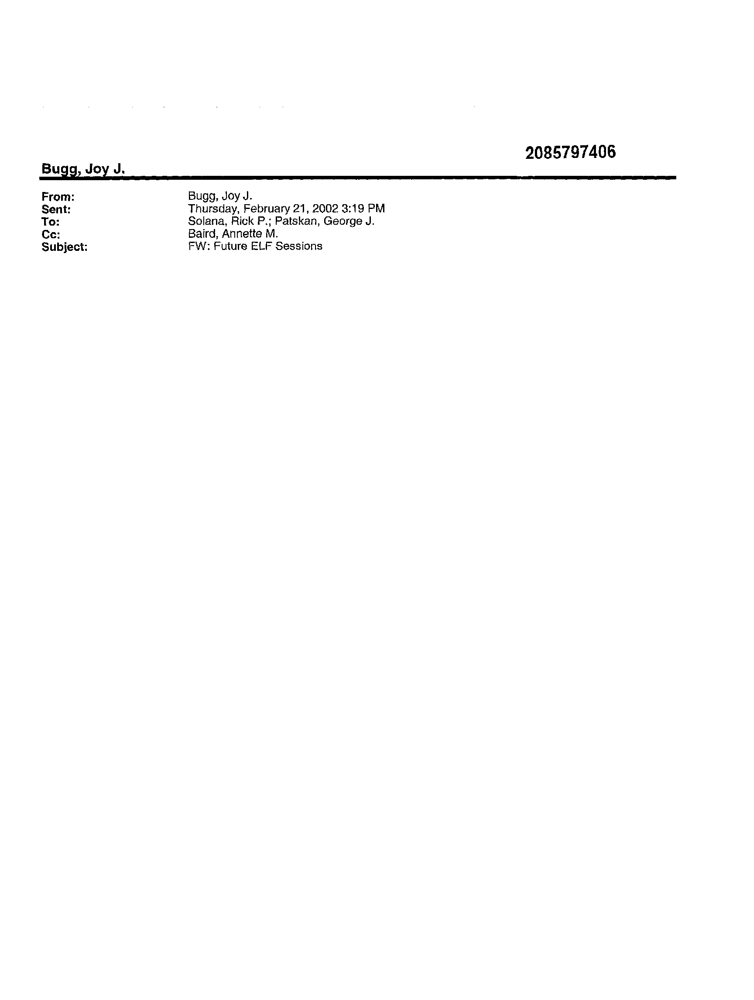 2085797406
Bugg, Joy J.
From: Bugg, Joy J.
Sent: Thursday, February 21, 2002 3:19 PM
To: Solana, Rick P.; Patskan, George J.
Cc: Baird, Annette M.
Subject: FW: Future ELF Sessions